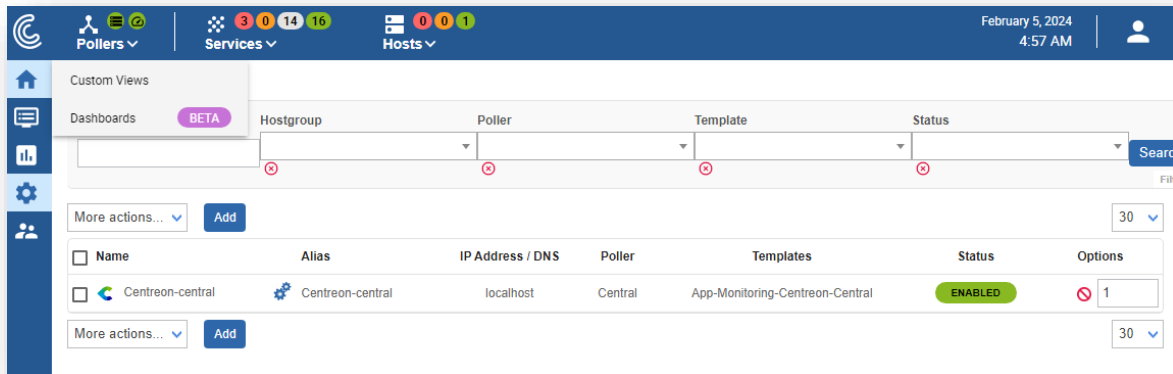 3 0 14 16 0 0 1 February 5, 2024
Pollers Services Hosts 4:57 AM
Custom Views
Dashboards BETA
Hostgroup Poller Template Status
Searc
Fil
More actions... Add 30
Name Alias IP Address / DNS Poller Templates Status Options
Centreon-central Centreon-central localhost Central App-Monitoring-Centreon-Central ENABLED 1
More actions... Add 30